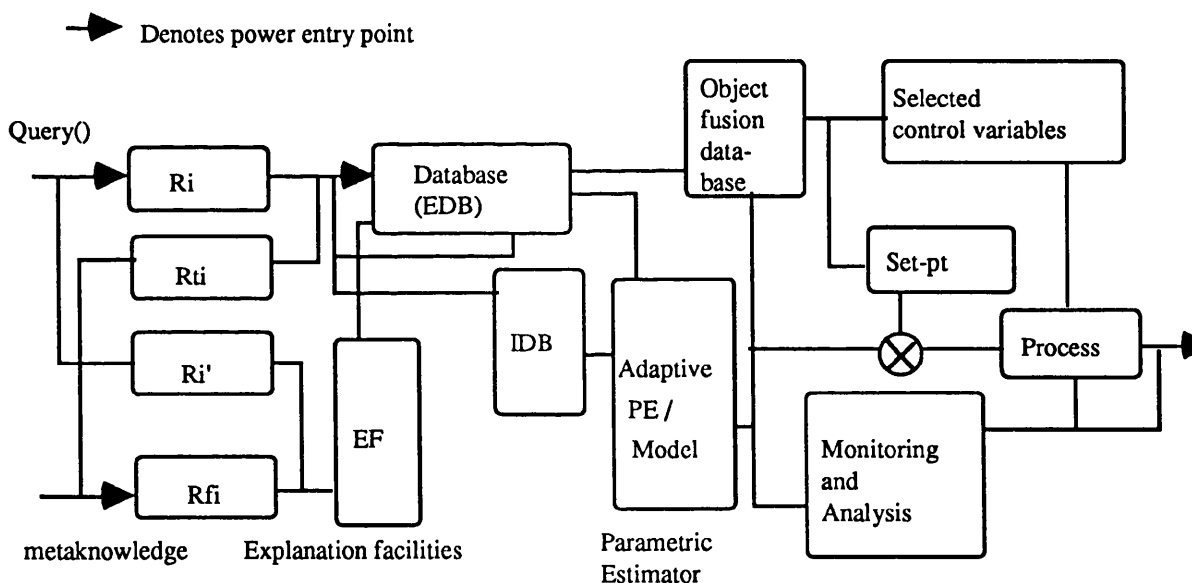 Denotes power entry point
Query()
Ri
Rti
Ri'
Rfi
metaknowledge
Explanation facilities
EF
Database
(EDB)
IDB
Adaptive
PE /
Model
Parametric
Estimator
Object
fusion
data-
base
Selected
control variables
Set-pt
Process
Monitoring
and
Analysis